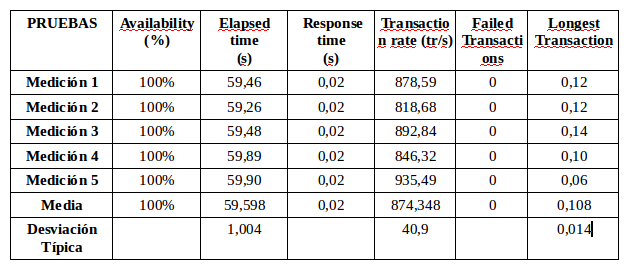 PRUEBAS Availability (%) Elapsed time (s) Response time (s) Transactio n rate (tr/s) Failed Transacti ons Longest Transaction
Medición 1 100% 59,46 0,02 878,59 0 0,12
Medición 2 100% 59,26 0,02 818,68 0 0,12
Medición 3 100% 59,48 0,02 892,84 0 0,14
Medición 4 100% 59,89 0,02 846,32 0 0,10
Medición 5 100% 59,90 0,02 935,49 0 0,06
Media 100% 59,598 0,02 874,348 0 0,108
Desviación Típica 1,004 40,9 0,014